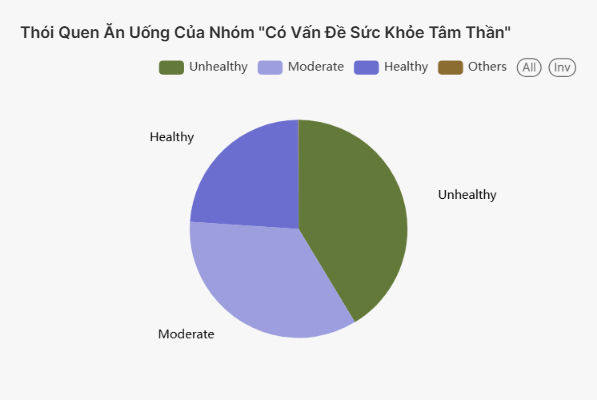 Thói Quen Ăn Uống Của Nhóm "Có Vấn Đề Sức Khỏe Tâm Thần"
Unhealthy Moderate Healthy Others All Inv
Healthy
Unhealthy
Moderate